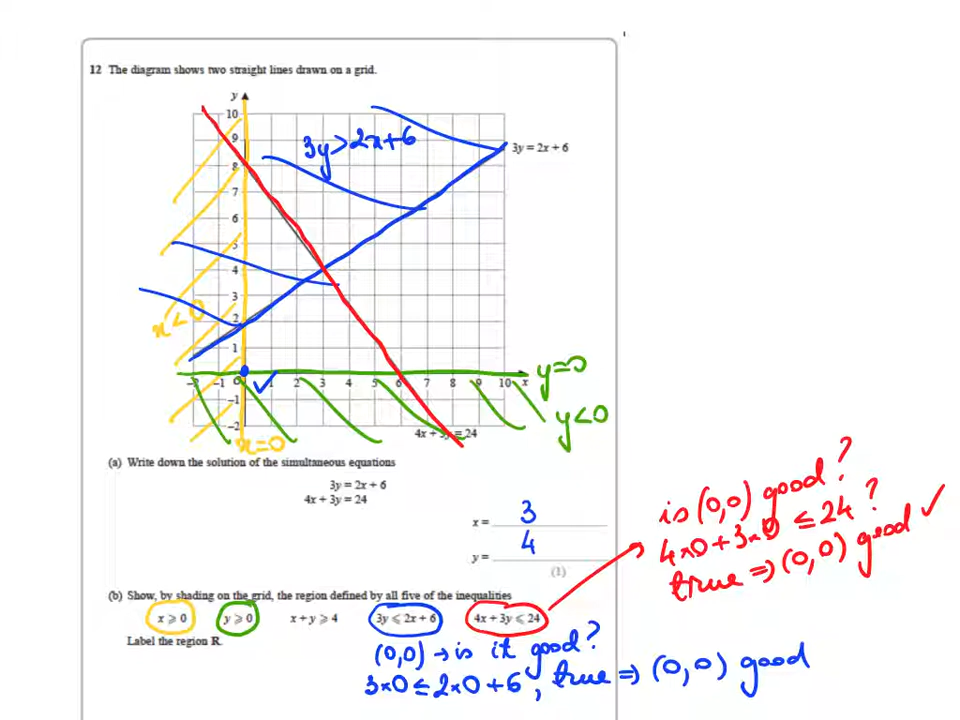 12 The diagram shows two straight lines drawn on a grid.
y
10
9
8
7
6
5
4
3
2
1
-2 -1 0 1 2 3 4 5 6 7 8 9 10 x
-1
-2
3y = 2x + 6
3y > 2x + 6
x < 0
x = 0
y = 0
y < 0
4x + 3y = 24
(a) Write down the solution of the simultaneous equations
3y = 2x + 6
4x + 3y = 24
x = 3
y = 4
(1)
is (0,0) good?
4×0 + 3×0 ≤ 24?
true ⇒ (0,0) good ✓
(b) Show, by shading on the grid, the region defined by all five of the inequalities
x ⩾ 0 y ⩾ 0 x + y ⩾ 4 3y ⩽ 2x + 6 4x + 3y ⩽ 24
Label the region R.
(0,0) → is it good?
3×0 ≤ 2×0 + 6, true ⇒ (0,0) good